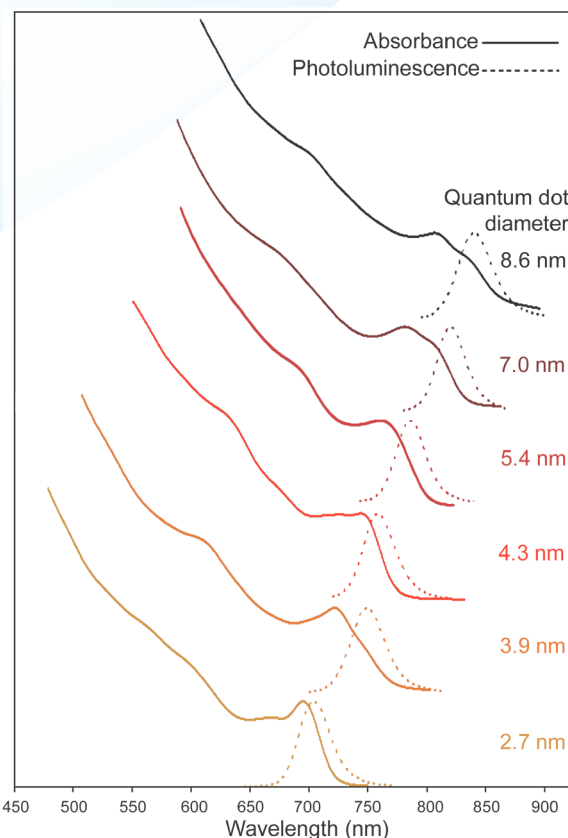 Absorbance
Photoluminescence
Quantum dot
diameter
8.6 nm
7.0 nm
5.4 nm
4.3 nm
3.9 nm
2.7 nm
450 500 550 600 650 700 750 800 850 900
Wavelength (nm)